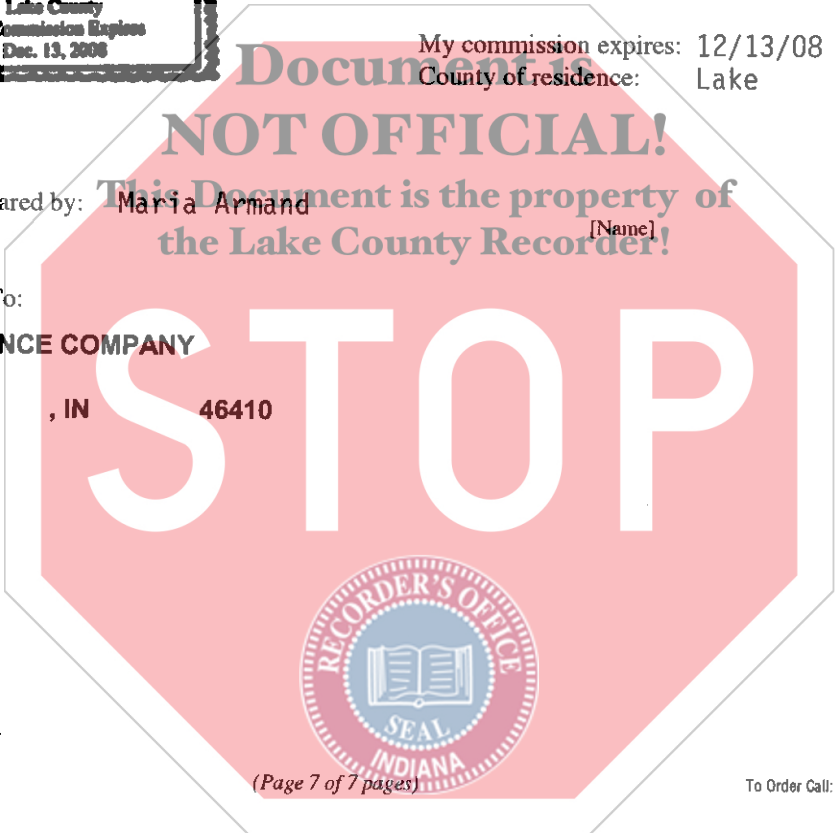 Lake County
Commission Expires
Dec. 13, 2008
My commission expires: 12/13/08
County of residence: Lake
Document is
NOT OFFICIAL!
This Document is the property of
the Lake County Recorder!
ared by: Maria Armand
[Name]
o:
NCE COMPANY
, IN 46410
STOP
RECORDER'S OFFICE
SEAL
INDIANA
(Page 7 of 7 pages)
To Order Call: